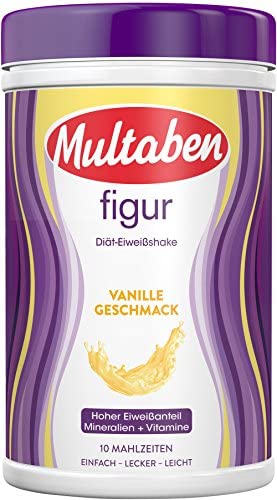 Multaben
figur
Diät-Eiweißshake
VANILLE
GESCHMACK
Hoher Eiweißanteil
Mineralien + Vitamine
10 MAHLZEITEN
EINFACH - LECKER - LEICHT